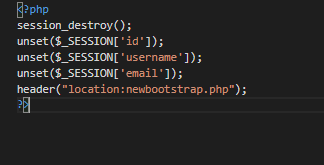 <?php
session_destroy();
unset($_SESSION['id']);
unset($_SESSION['username']);
unset($_SESSION['email']);
header("location:newbootstrap.php");
?>